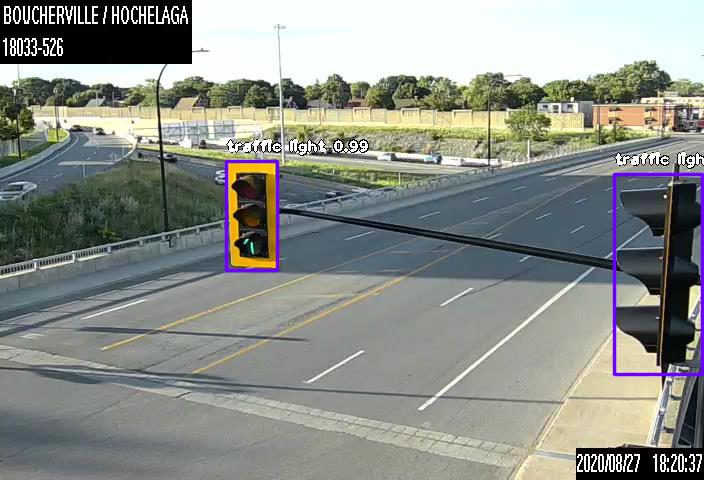 BOUCHERVILLE / HOCHELAGA
18033-526
traffic light 0.99
traffic ligh
2020/08/27 18:20:37